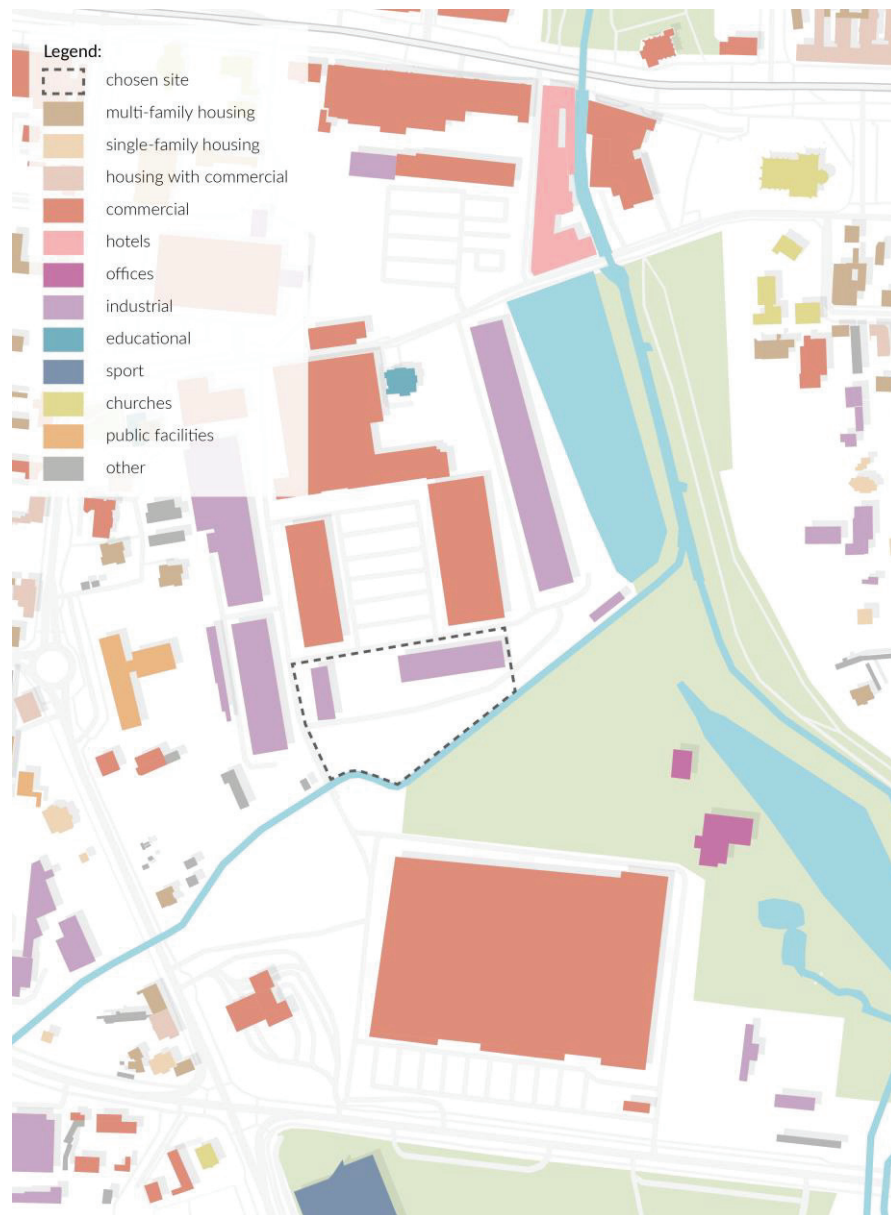 Legend:
chosen site
multi-family housing
single-family housing
housing with commercial
commercial
hotels
offices
industrial
educational
sport
churches
public facilities
other